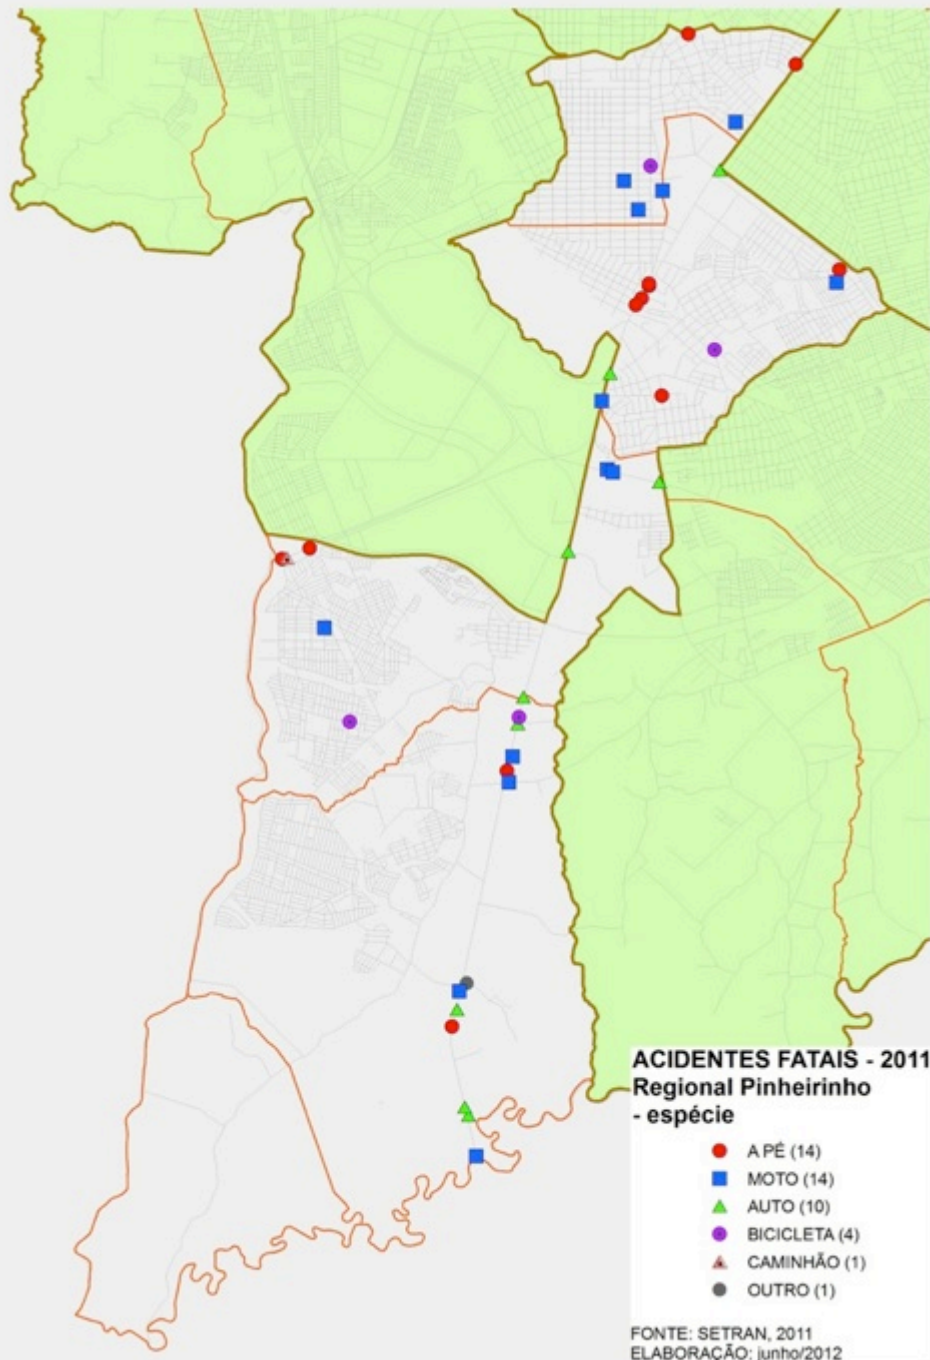 ACIDENTES FATAIS - 2011
Regional Pinheirinho
- espécie
A PÉ (14)
MOTO (14)
AUTO (10)
BICICLETA (4)
CAMINHÃO (1)
OUTRO (1)
FONTE: SETRAN, 2011
ELABORAÇÃO: junho/2012